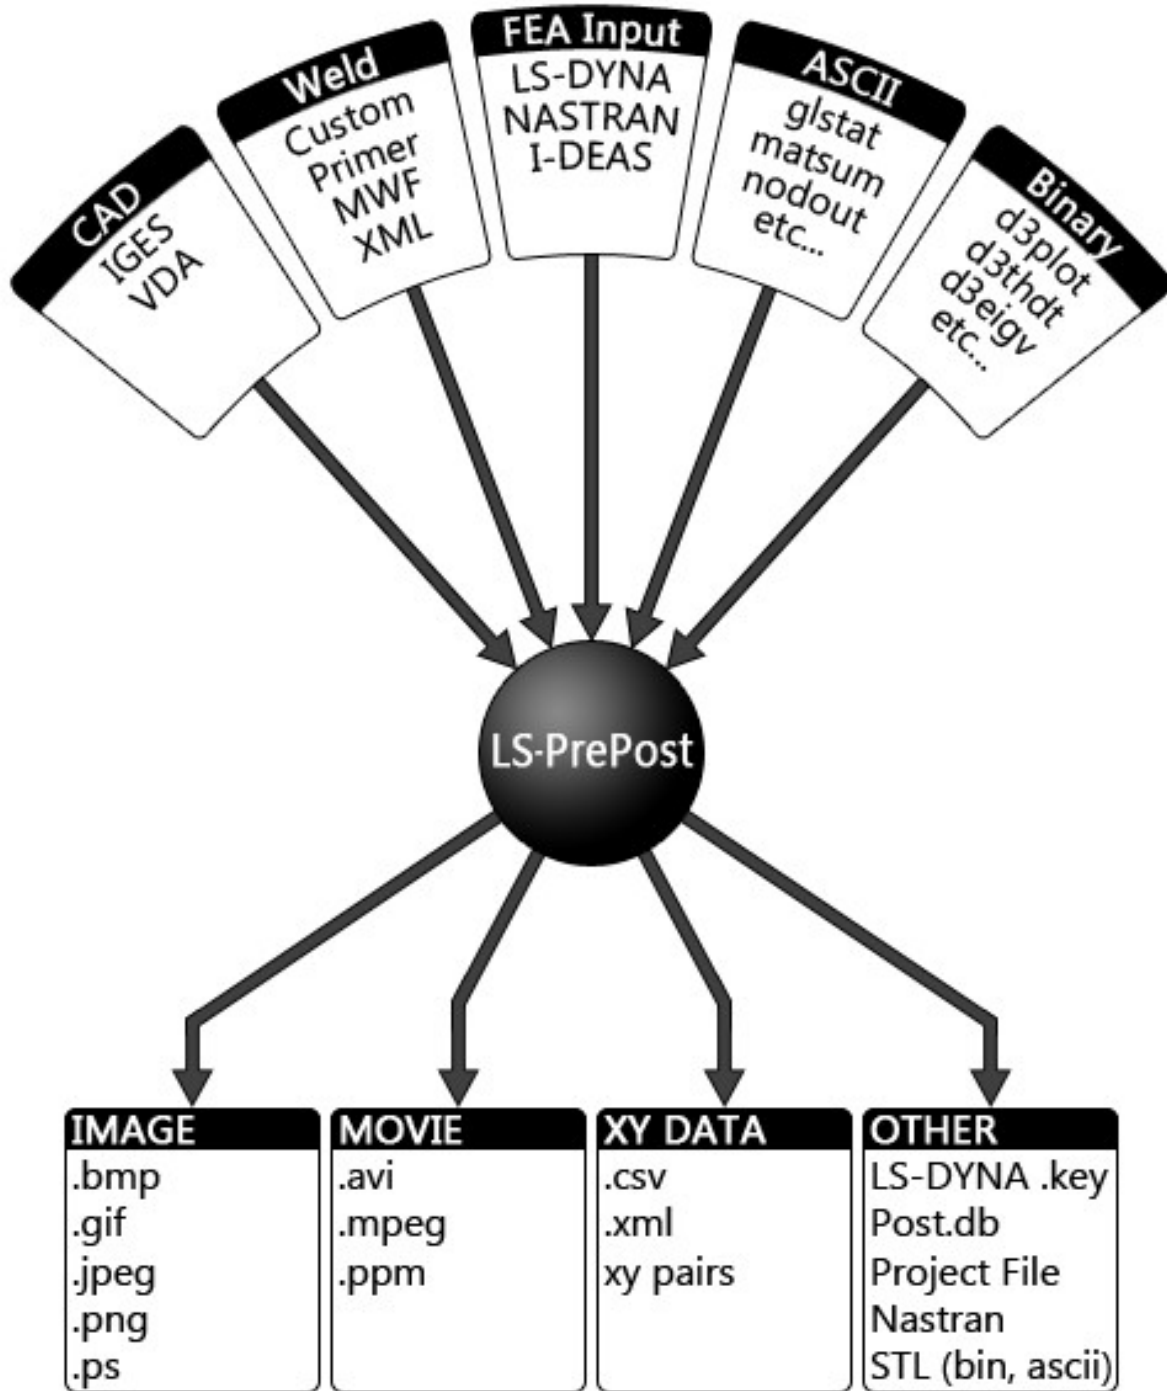 CAD
IGES
VDA
Weld
Custom
Primer
MWF
XML
FEA Input
LS-DYNA
NASTRAN
I-DEAS
ASCII
glstat
matsum
nodout
etc...
Binary
d3plot
d3thdt
d3eigv
etc...
LS-PrePost
IMAGE
.bmp
.gif
.jpeg
.png
.ps
MOVIE
.avi
.mpeg
.ppm
XY DATA
.csv
.xml
xy pairs
OTHER
LS-DYNA .key
Post.db
Project File
Nastran
STL (bin, ascii)